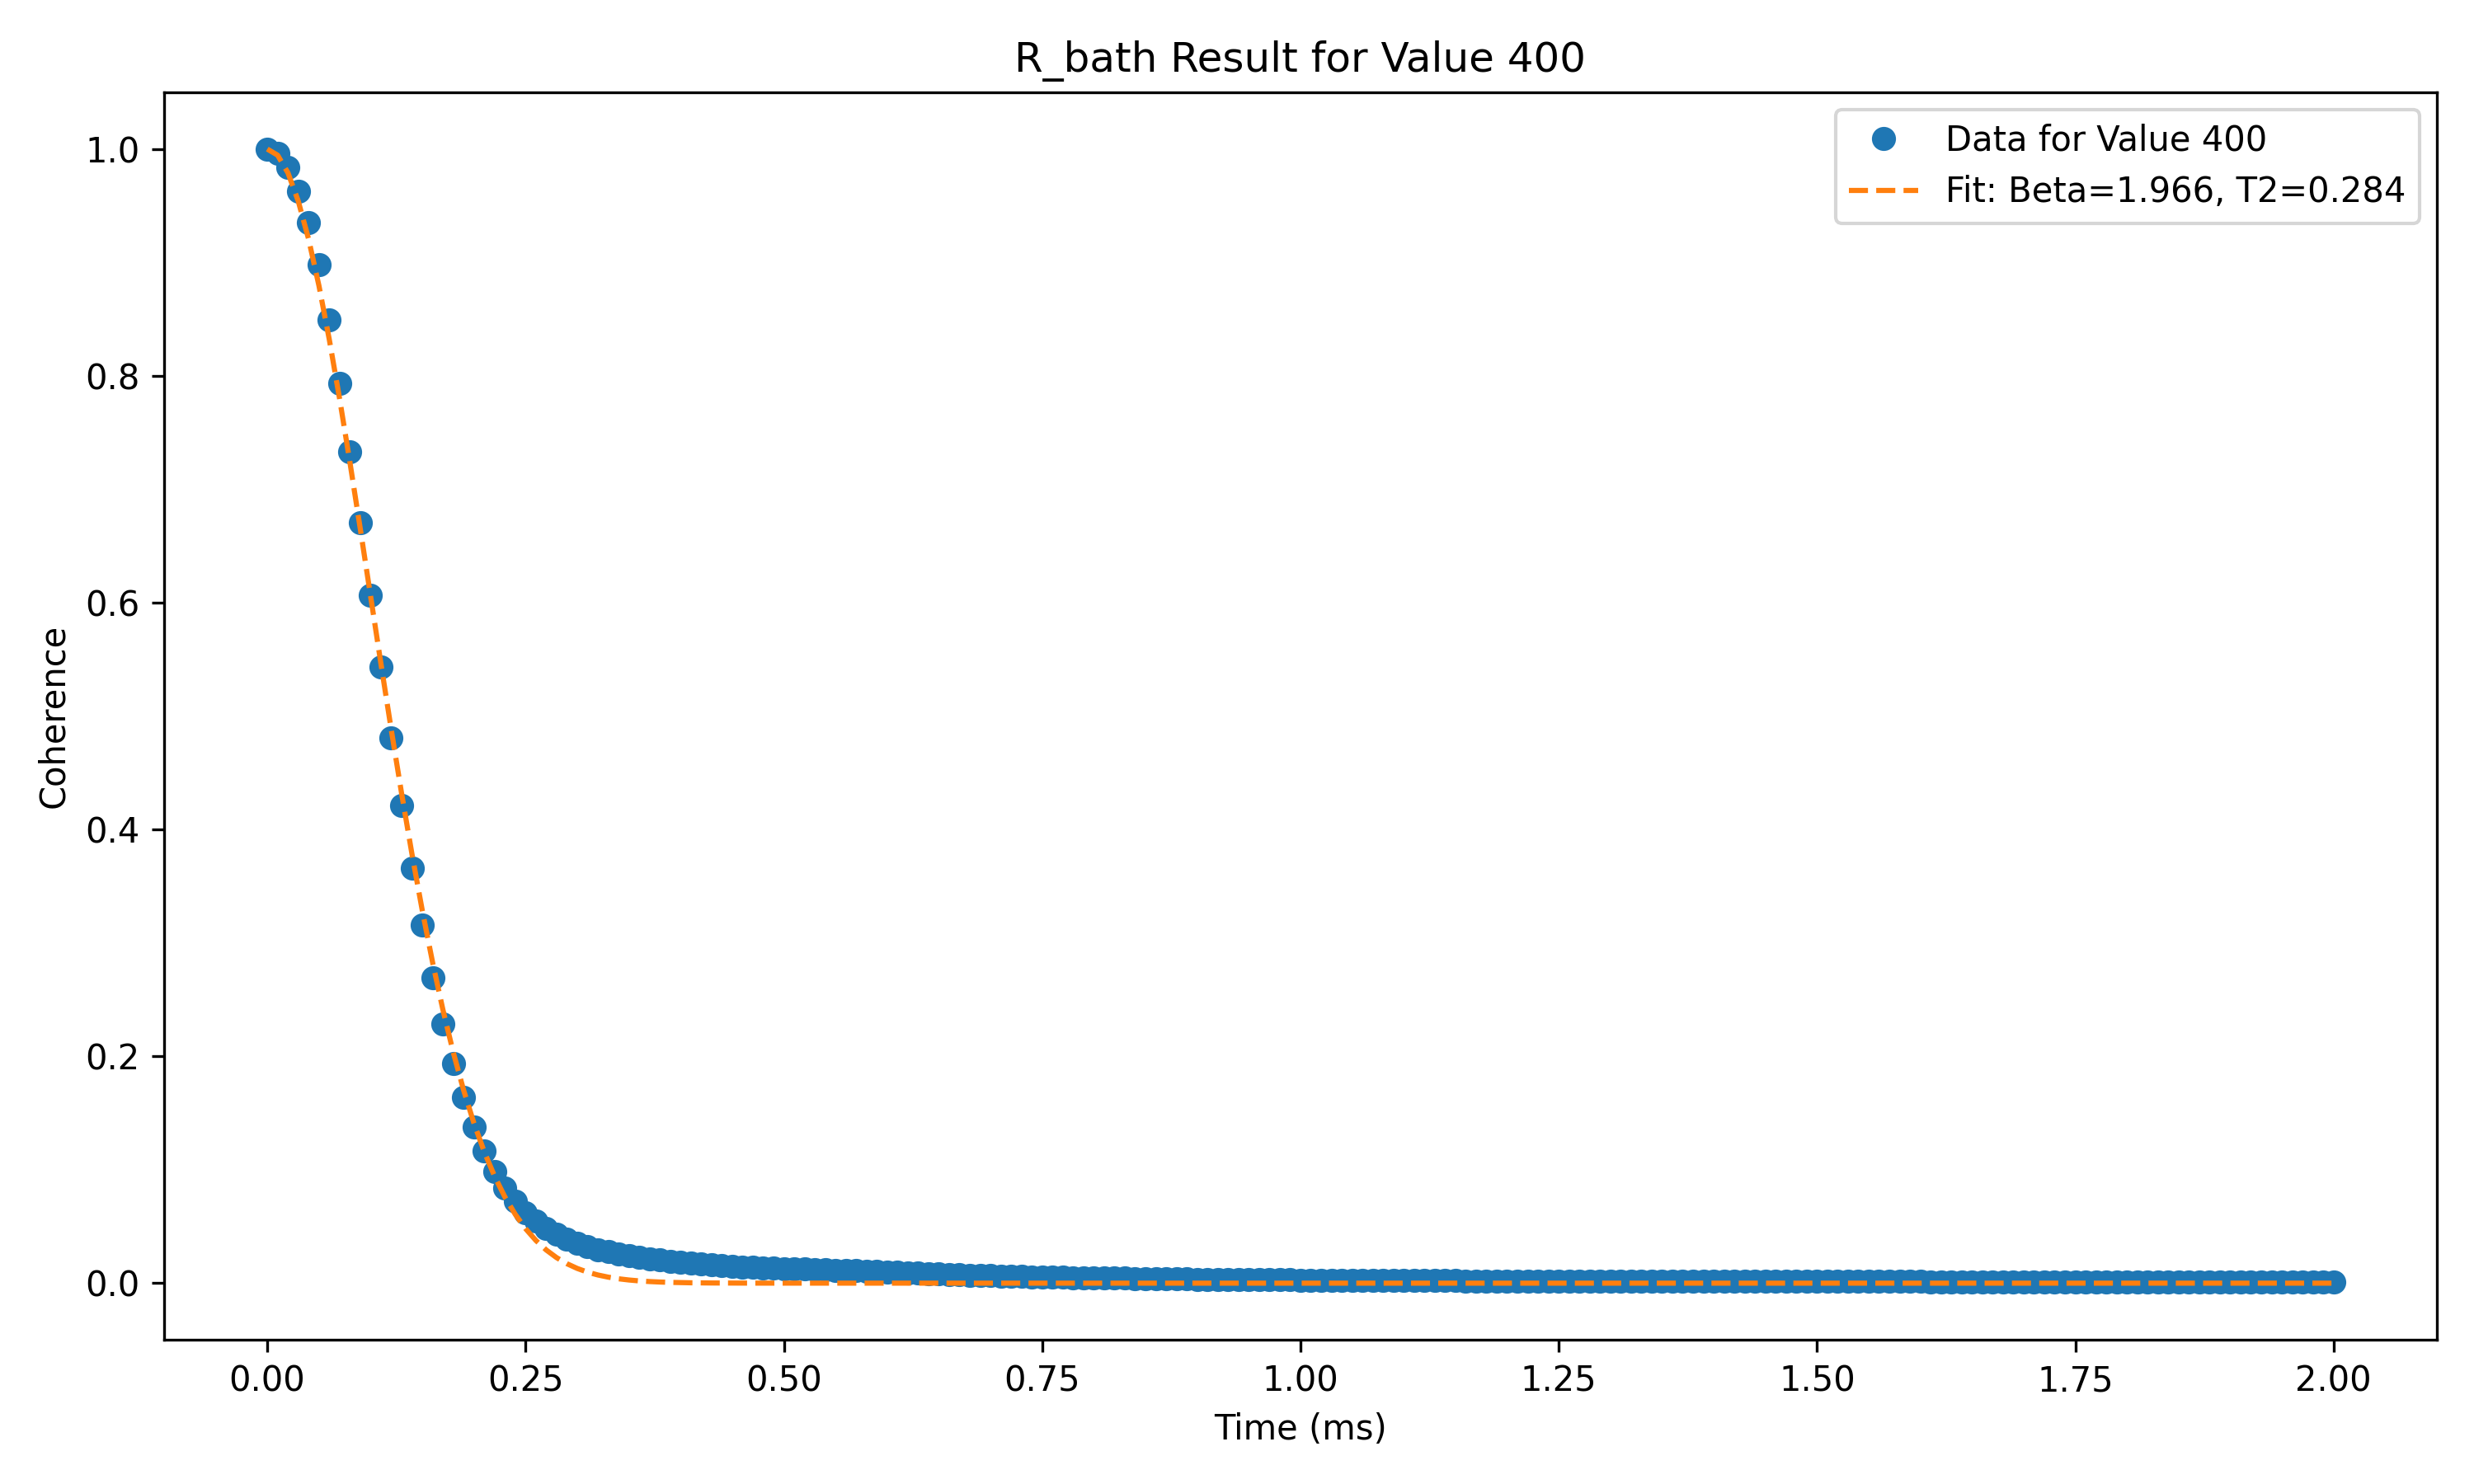 R_bath Result for Value 400
Data for Value 400
Fit: Beta=1.966, T2=0.284
Coherence
1.0
0.8
0.6
0.4
0.2
0.0
0.00 0.25 0.50 0.75 1.00 1.25 1.50 1.75 2.00
Time (ms)